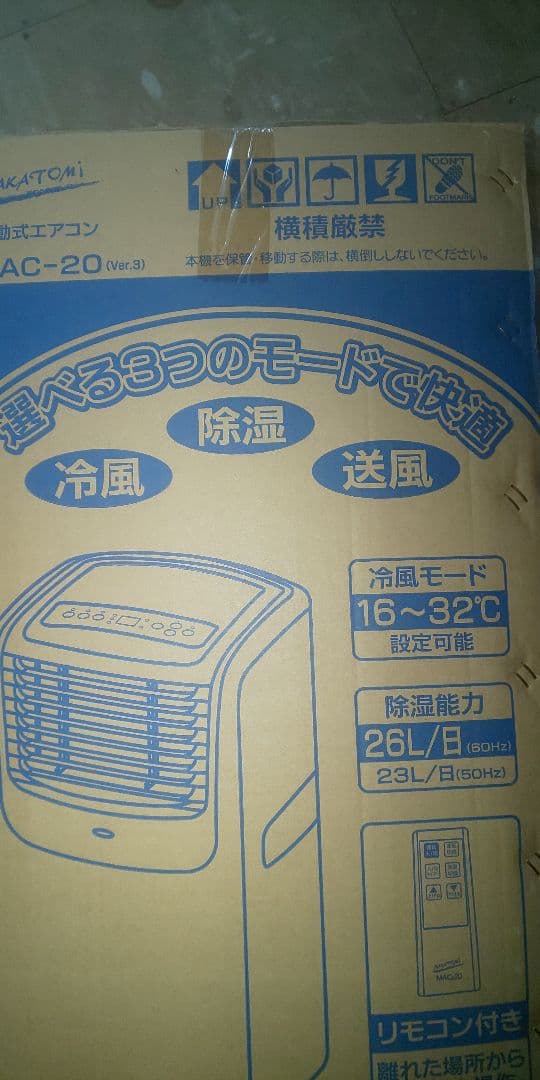 AKATOMI
UP
DON'T
FOOTMARK
動式エアコン
横積厳禁
AC-20 (Ver.3)
本機を保管・移動する際は、横倒ししないでください。
選べる3つのモードで快適
除湿
冷風
送風
冷風モード
16～32℃
設定可能
除湿能力
26L/日(60Hz)
23L/日(50Hz)
NAKATOMI
MAC-20
リモコン付き
離れた場所から